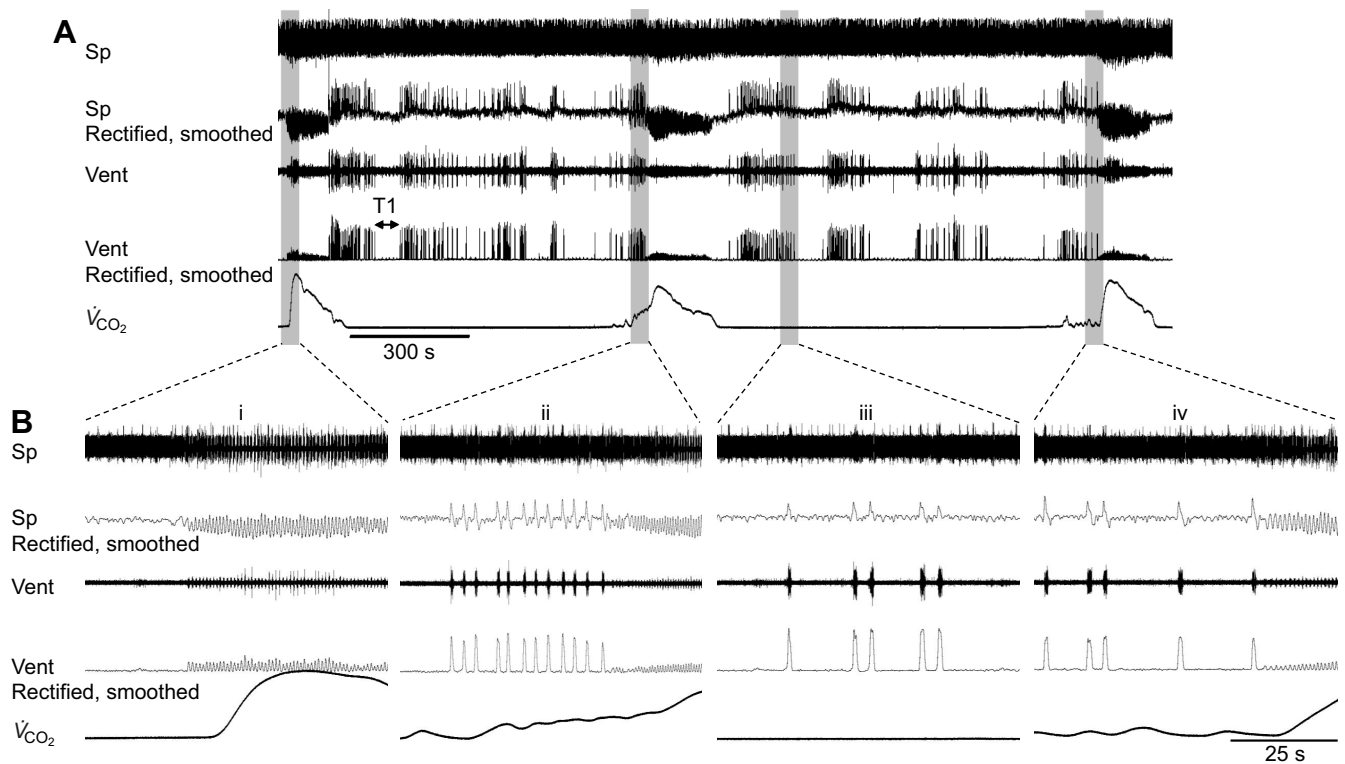 A
Sp
Sp
Rectified, smoothed
Vent
T1
Vent
Rectified, smoothed
V̇CO₂
300 s
B
i
ii
iii
iv
Sp
Sp
Rectified, smoothed
Vent
Vent
Rectified, smoothed
V̇CO₂
25 s